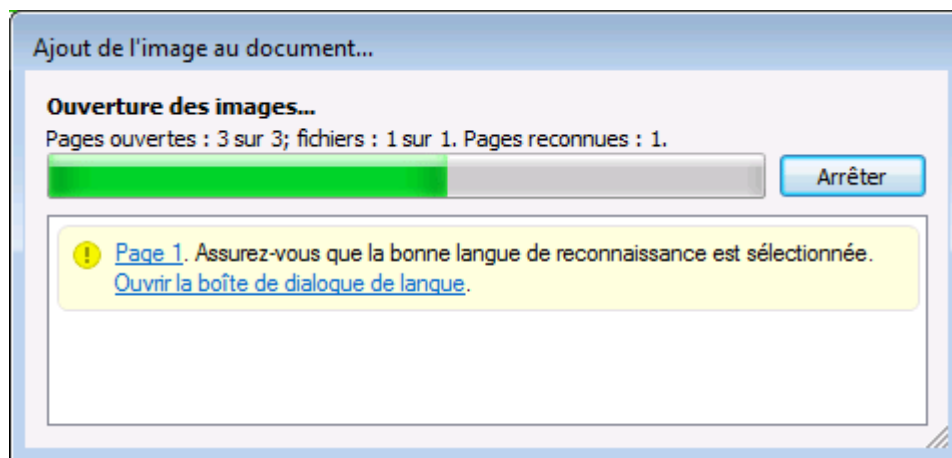 Ajout de l'image au document...
Ouverture des images...
Pages ouvertes : 3 sur 3; fichiers : 1 sur 1. Pages reconnues : 1.
Arrêter
Page 1. Assurez-vous que la bonne langue de reconnaissance est sélectionnée.
Ouvrir la boîte de dialogue de langue.